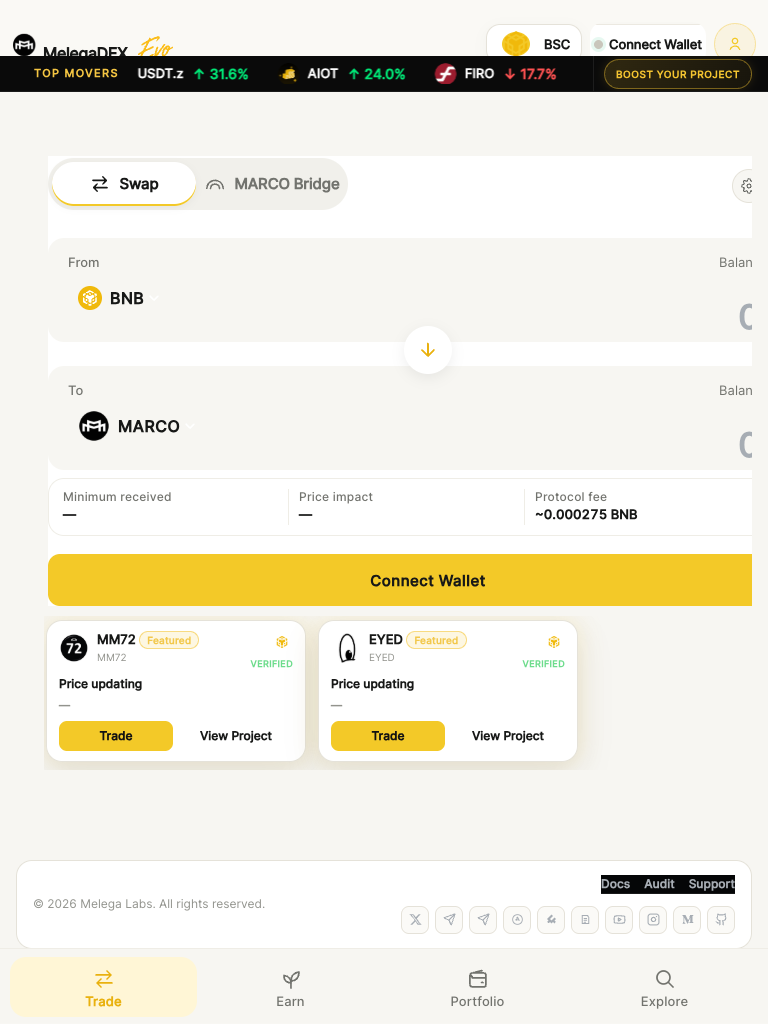 MelegaDEX Evo
BSC
Connect Wallet
TOP MOVERS USDT.z ↑ 31.6% AIOT ↑ 24.0% FIRO ↓ 17.7% BOOST YOUR PROJECT
Swap MARCO Bridge
From
BNB
To
MARCO
Minimum received Price impact Protocol fee
— — ~0.000275 BNB
Connect Wallet
MM72 Featured
MM72
VERIFIED
Price updating
—
Trade View Project
EYED Featured
EYED
VERIFIED
Price updating
—
Trade View Project
Docs Audit Support
© 2026 Melega Labs. All rights reserved.
Trade Earn Portfolio Explore